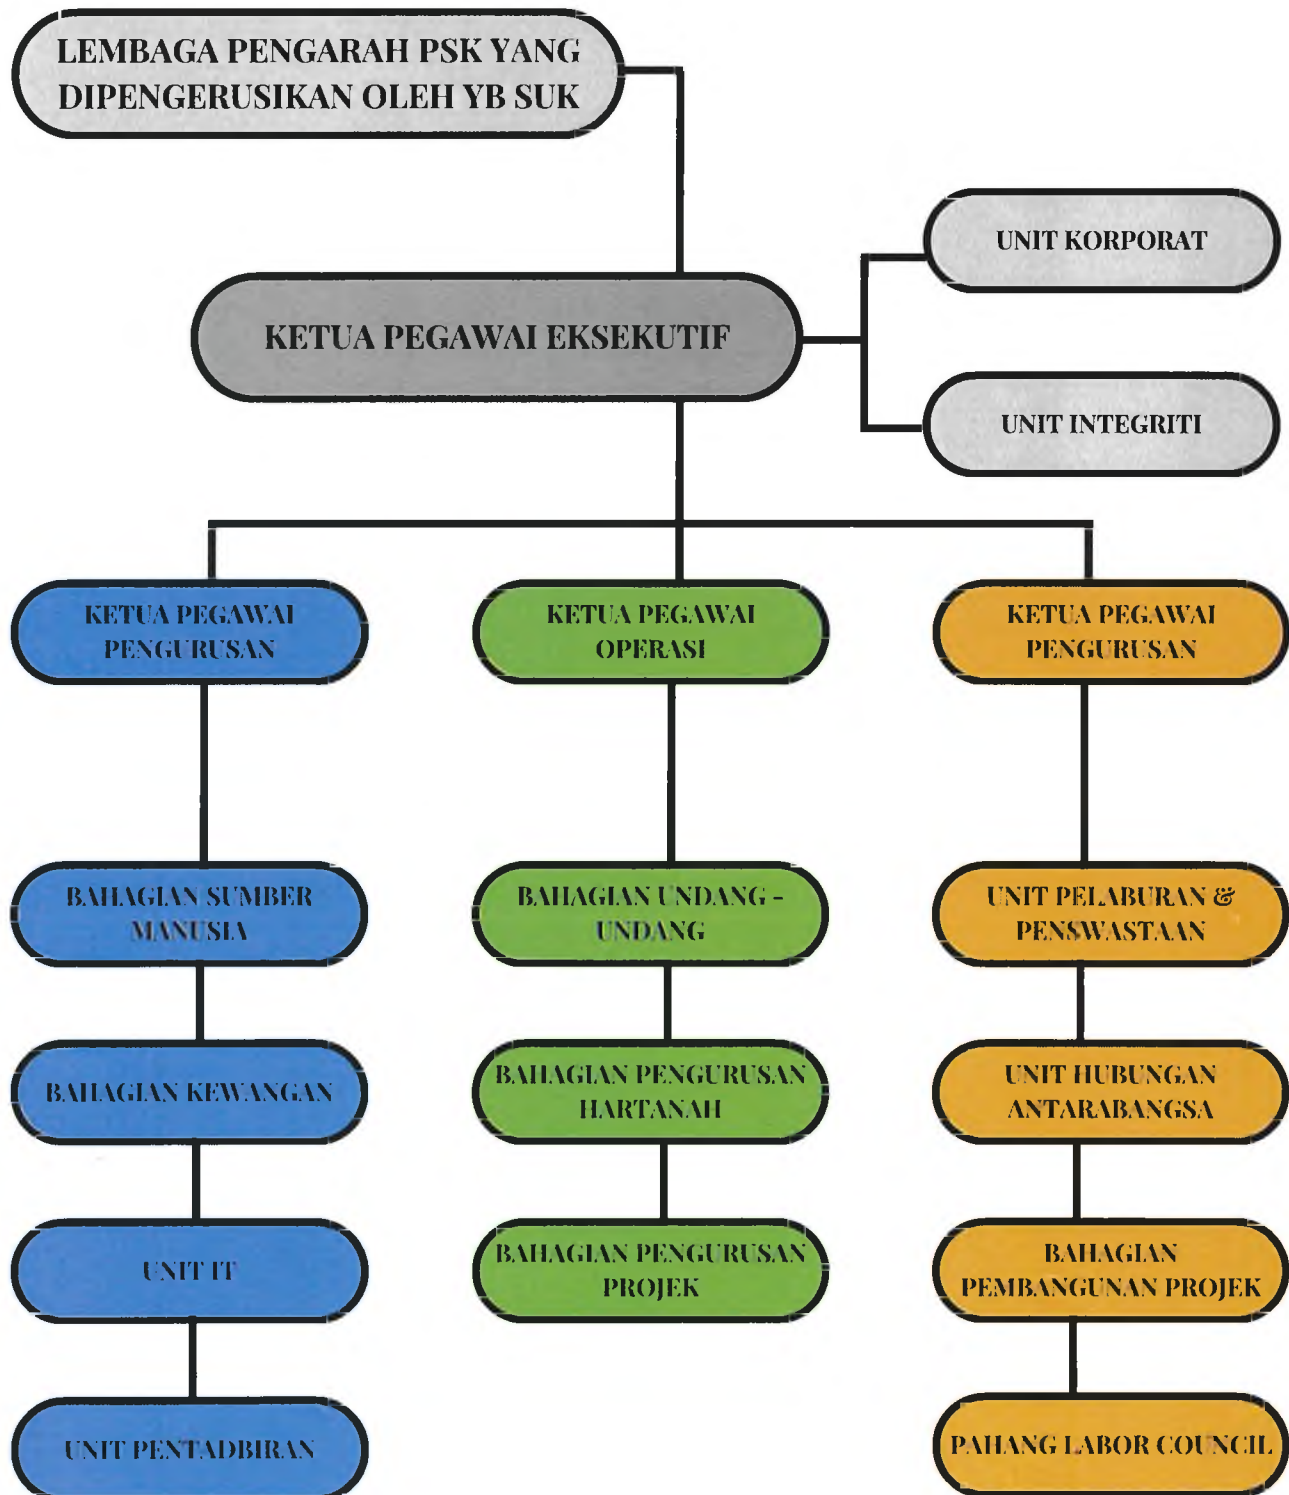 LEMBAGA PENGARAH PSK YANG
DIPENGERUSIKAN OLEH YB SUK
UNIT KORPORAT
KETUA PEGAWAI EKSEKUTIF
UNIT INTEGRITI
KETUA PEGAWAI
PENGURUSAN
KETUA PEGAWAI
OPERASI
KETUA PEGAWAI
PENGURUSAN
BAHAGIAN SUMBER
MANUSIA
BAHAGIAN UNDANG -
UNDANG
UNIT PELABURAN &
PENSWASTAAN
BAHAGIAN KEWANGAN
BAHAGIAN PENGURUSAN
HARTANAH
UNIT HUBUNGAN
ANTARABANGSA
UNIT IT
BAHAGIAN PENGURUSAN
PROJEK
BAHAGIAN
PEMBANGUNAN PROJEK
UNIT PENTADBIRAN
PAHANG LABOR COUNCIL